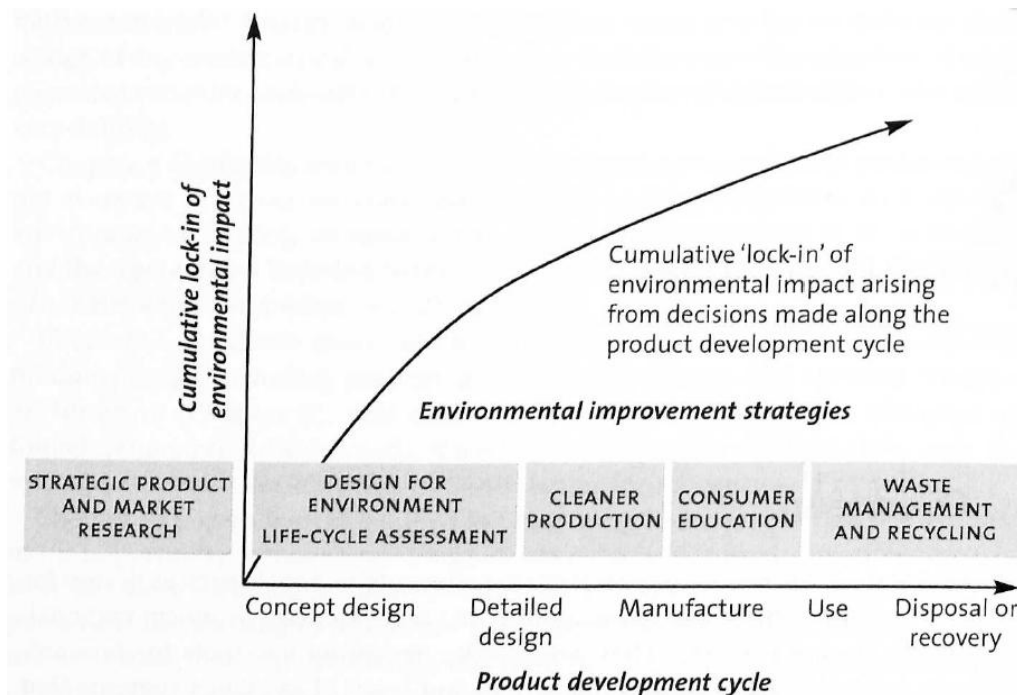 Cumulative lock-in of
environmental impact
Cumulative ‘lock-in’ of
environmental impact arising
from decisions made along the
product development cycle
Environmental improvement strategies
STRATEGIC PRODUCT
AND MARKET
RESEARCH
DESIGN FOR
ENVIRONMENT
LIFE-CYCLE ASSESSMENT
CLEANER
PRODUCTION
CONSUMER
EDUCATION
WASTE
MANAGEMENT
AND RECYCLING
Concept design
Detailed
design
Manufacture
Use
Disposal or
recovery
Product development cycle